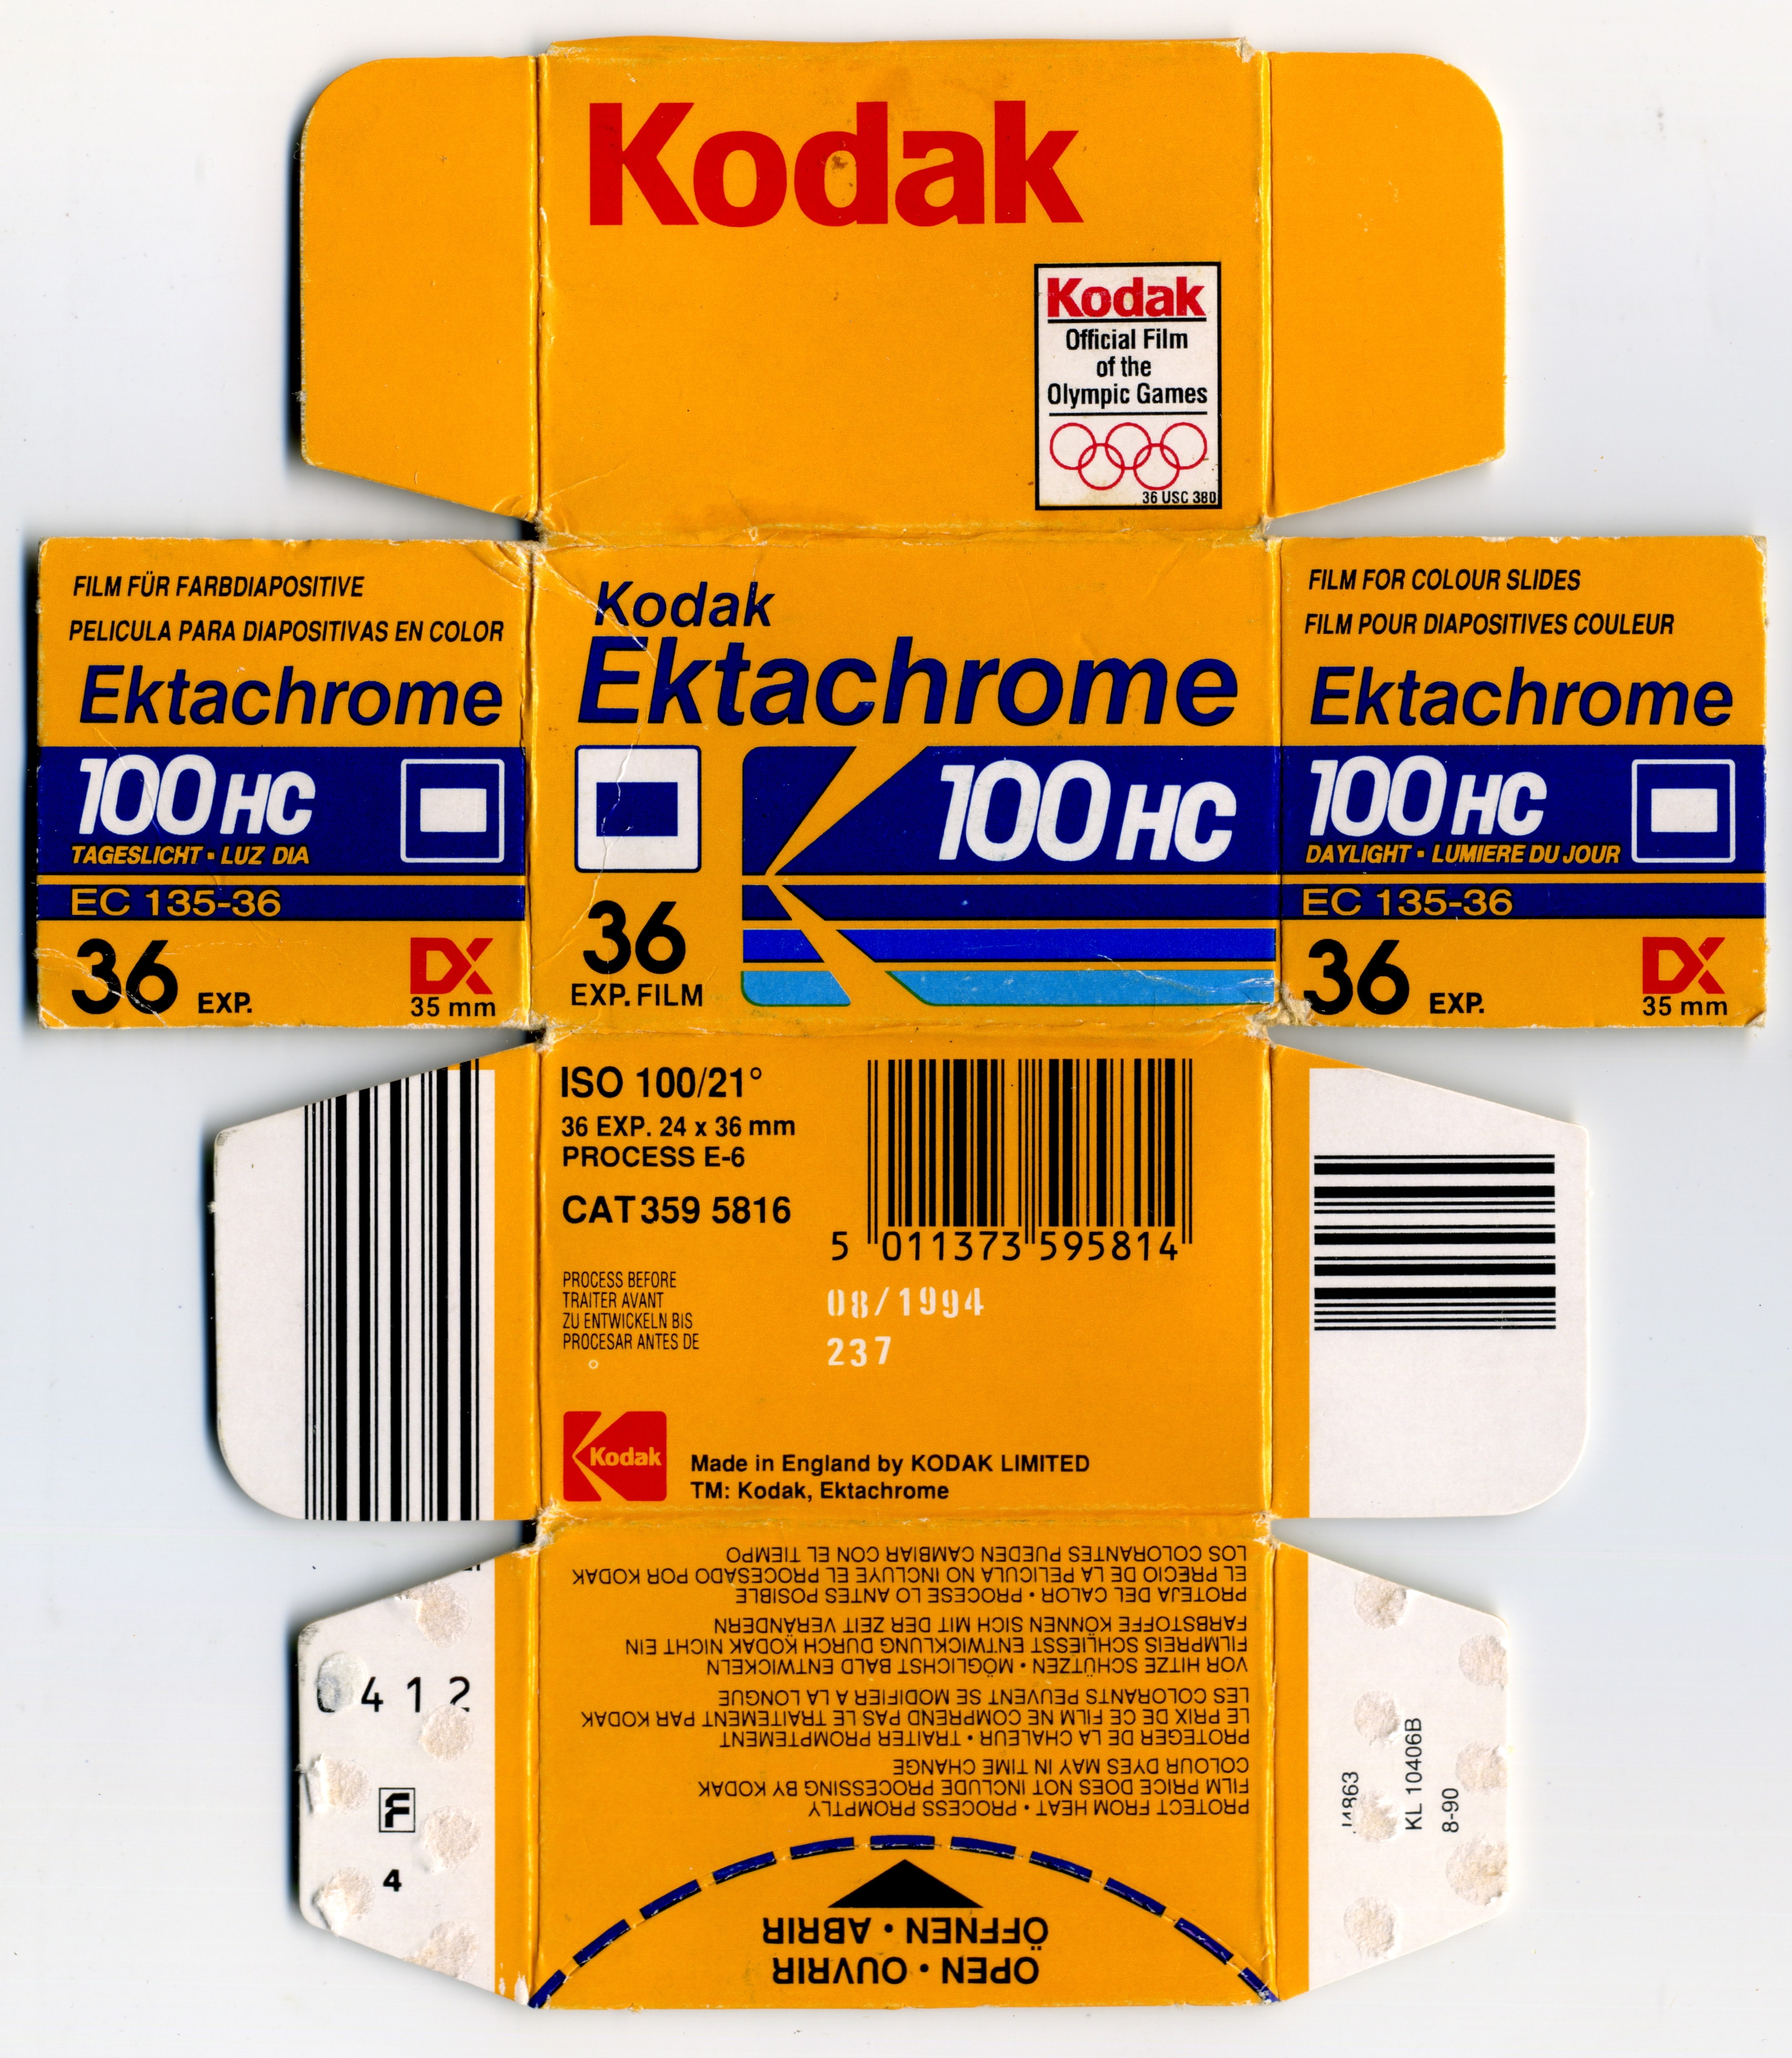 Kodak
Kodak
Official Film
of the
Olympic Games
36 USC 380
FILM FÜR FARBDIAPOSITIVE
PELICULA PARA DIAPOSITIVAS EN COLOR
Ektachrome
100 HC
TAGESLICHT • LUZ DIA
EC 135-36
36 EXP.
DX
35 mm
Kodak
Ektachrome
100 HC
36
EXP. FILM
FILM FOR COLOUR SLIDES
FILM POUR DIAPOSITIVES COULEUR
Ektachrome
100 HC
DAYLIGHT • LUMIERE DU JOUR
EC 135-36
36 EXP.
DX
35 mm
ISO 100/21°
36 EXP. 24 x 36 mm
PROCESS E-6
CAT 359 5816
5 011373 595814
PROCESS BEFORE
TRAITER AVANT
ZU ENTWICKELN BIS
PROCESAR ANTES DE
08/1994
237
Kodak
Made in England by KODAK LIMITED
TM: Kodak, Ektachrome
OPEN • OUVRIR
ÖFFNEN • ABRIR
PROTECT FROM HEAT • PROCESS PROMPTLY
FILM PRICE DOES NOT INCLUDE PROCESSING BY KODAK
COLOUR DYES MAY IN TIME CHANGE
PROTEGER DE LA CHALEUR • TRAITER PROMPTEMENT
LE PRIX DE CE FILM NE COMPREND PAS LE TRAITEMENT PAR KODAK
LES COLORANTS PEUVENT SE MODIFIER A LA LONGUE
VOR HITZE SCHÜTZEN • MÖGLICHST BALD ENTWICKELN
FILMPREIS SCHLIESST ENTWICKLUNG DURCH KODAK NICHT EIN
FARBSTOFFE KÖNNEN SICH MIT DER ZEIT VERÄNDERN
PROTEJA DEL CALOR • PROCESE LO ANTES POSIBLE
EL PRECIO DE LA PELICULA NO INCLUYE EL PROCESADO POR KODAK
LOS COLORANTES PUEDEN CAMBIAR CON EL TIEMPO
412
F
4
KL 10406B
8-90